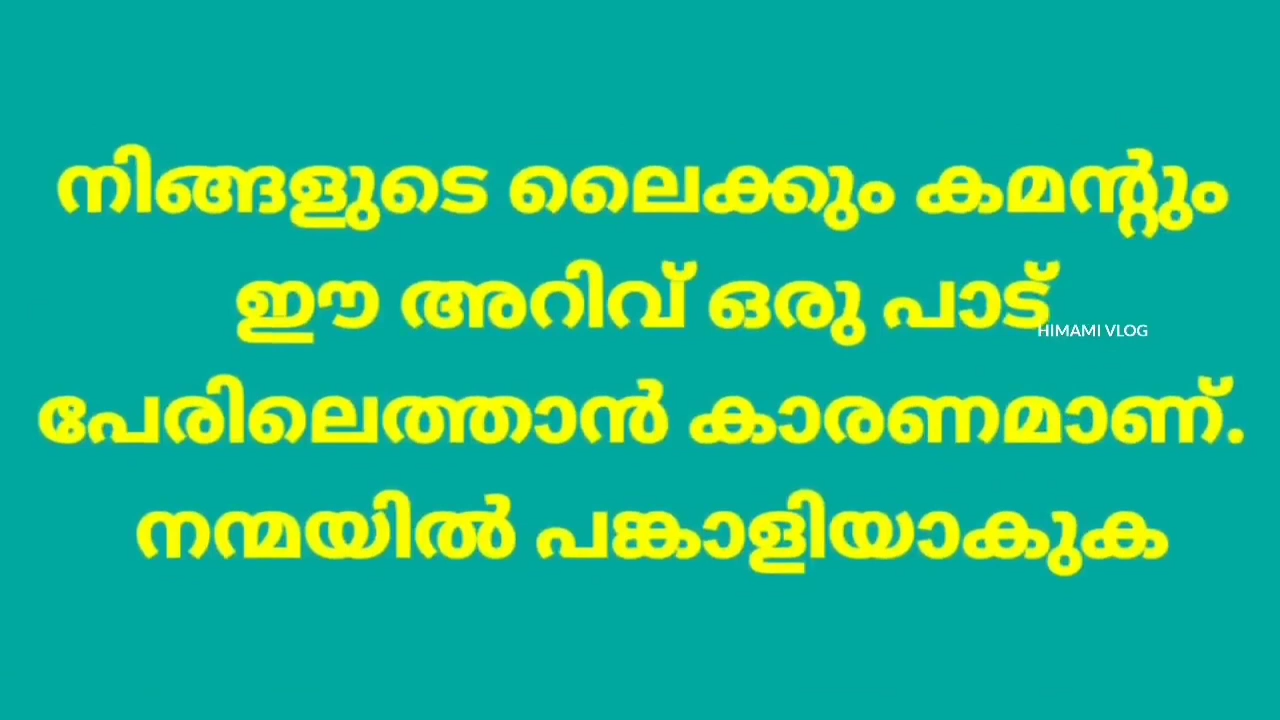 നിങ്ങളുടെ ലൈക്കും കമന്റും
ഈ അറിവ് ഒരു പാട്
HIMAMI VLOG
പേരിലെത്താൻ കാരണമാണ്.
നന്മയിൽ പങ്കാളിയാകുക